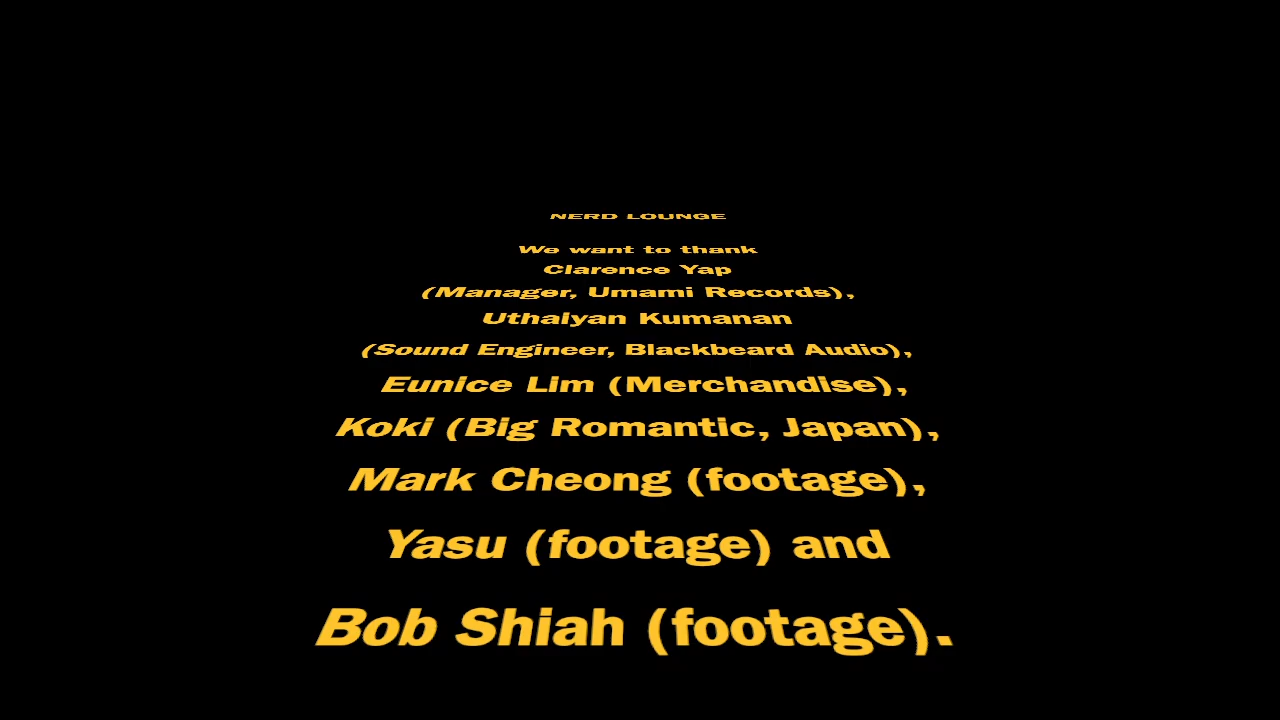 NERD LOUNGE
We want to thank
Clarence Yap
(Manager, Umami Records),
Uthaiyan Kumanan
(Sound Engineer, Blackbeard Audio),
Eunice Lim (Merchandise),
Koki (Big Romantic, Japan),
Mark Cheong (footage),
Yasu (footage) and
Bob Shiah (footage).